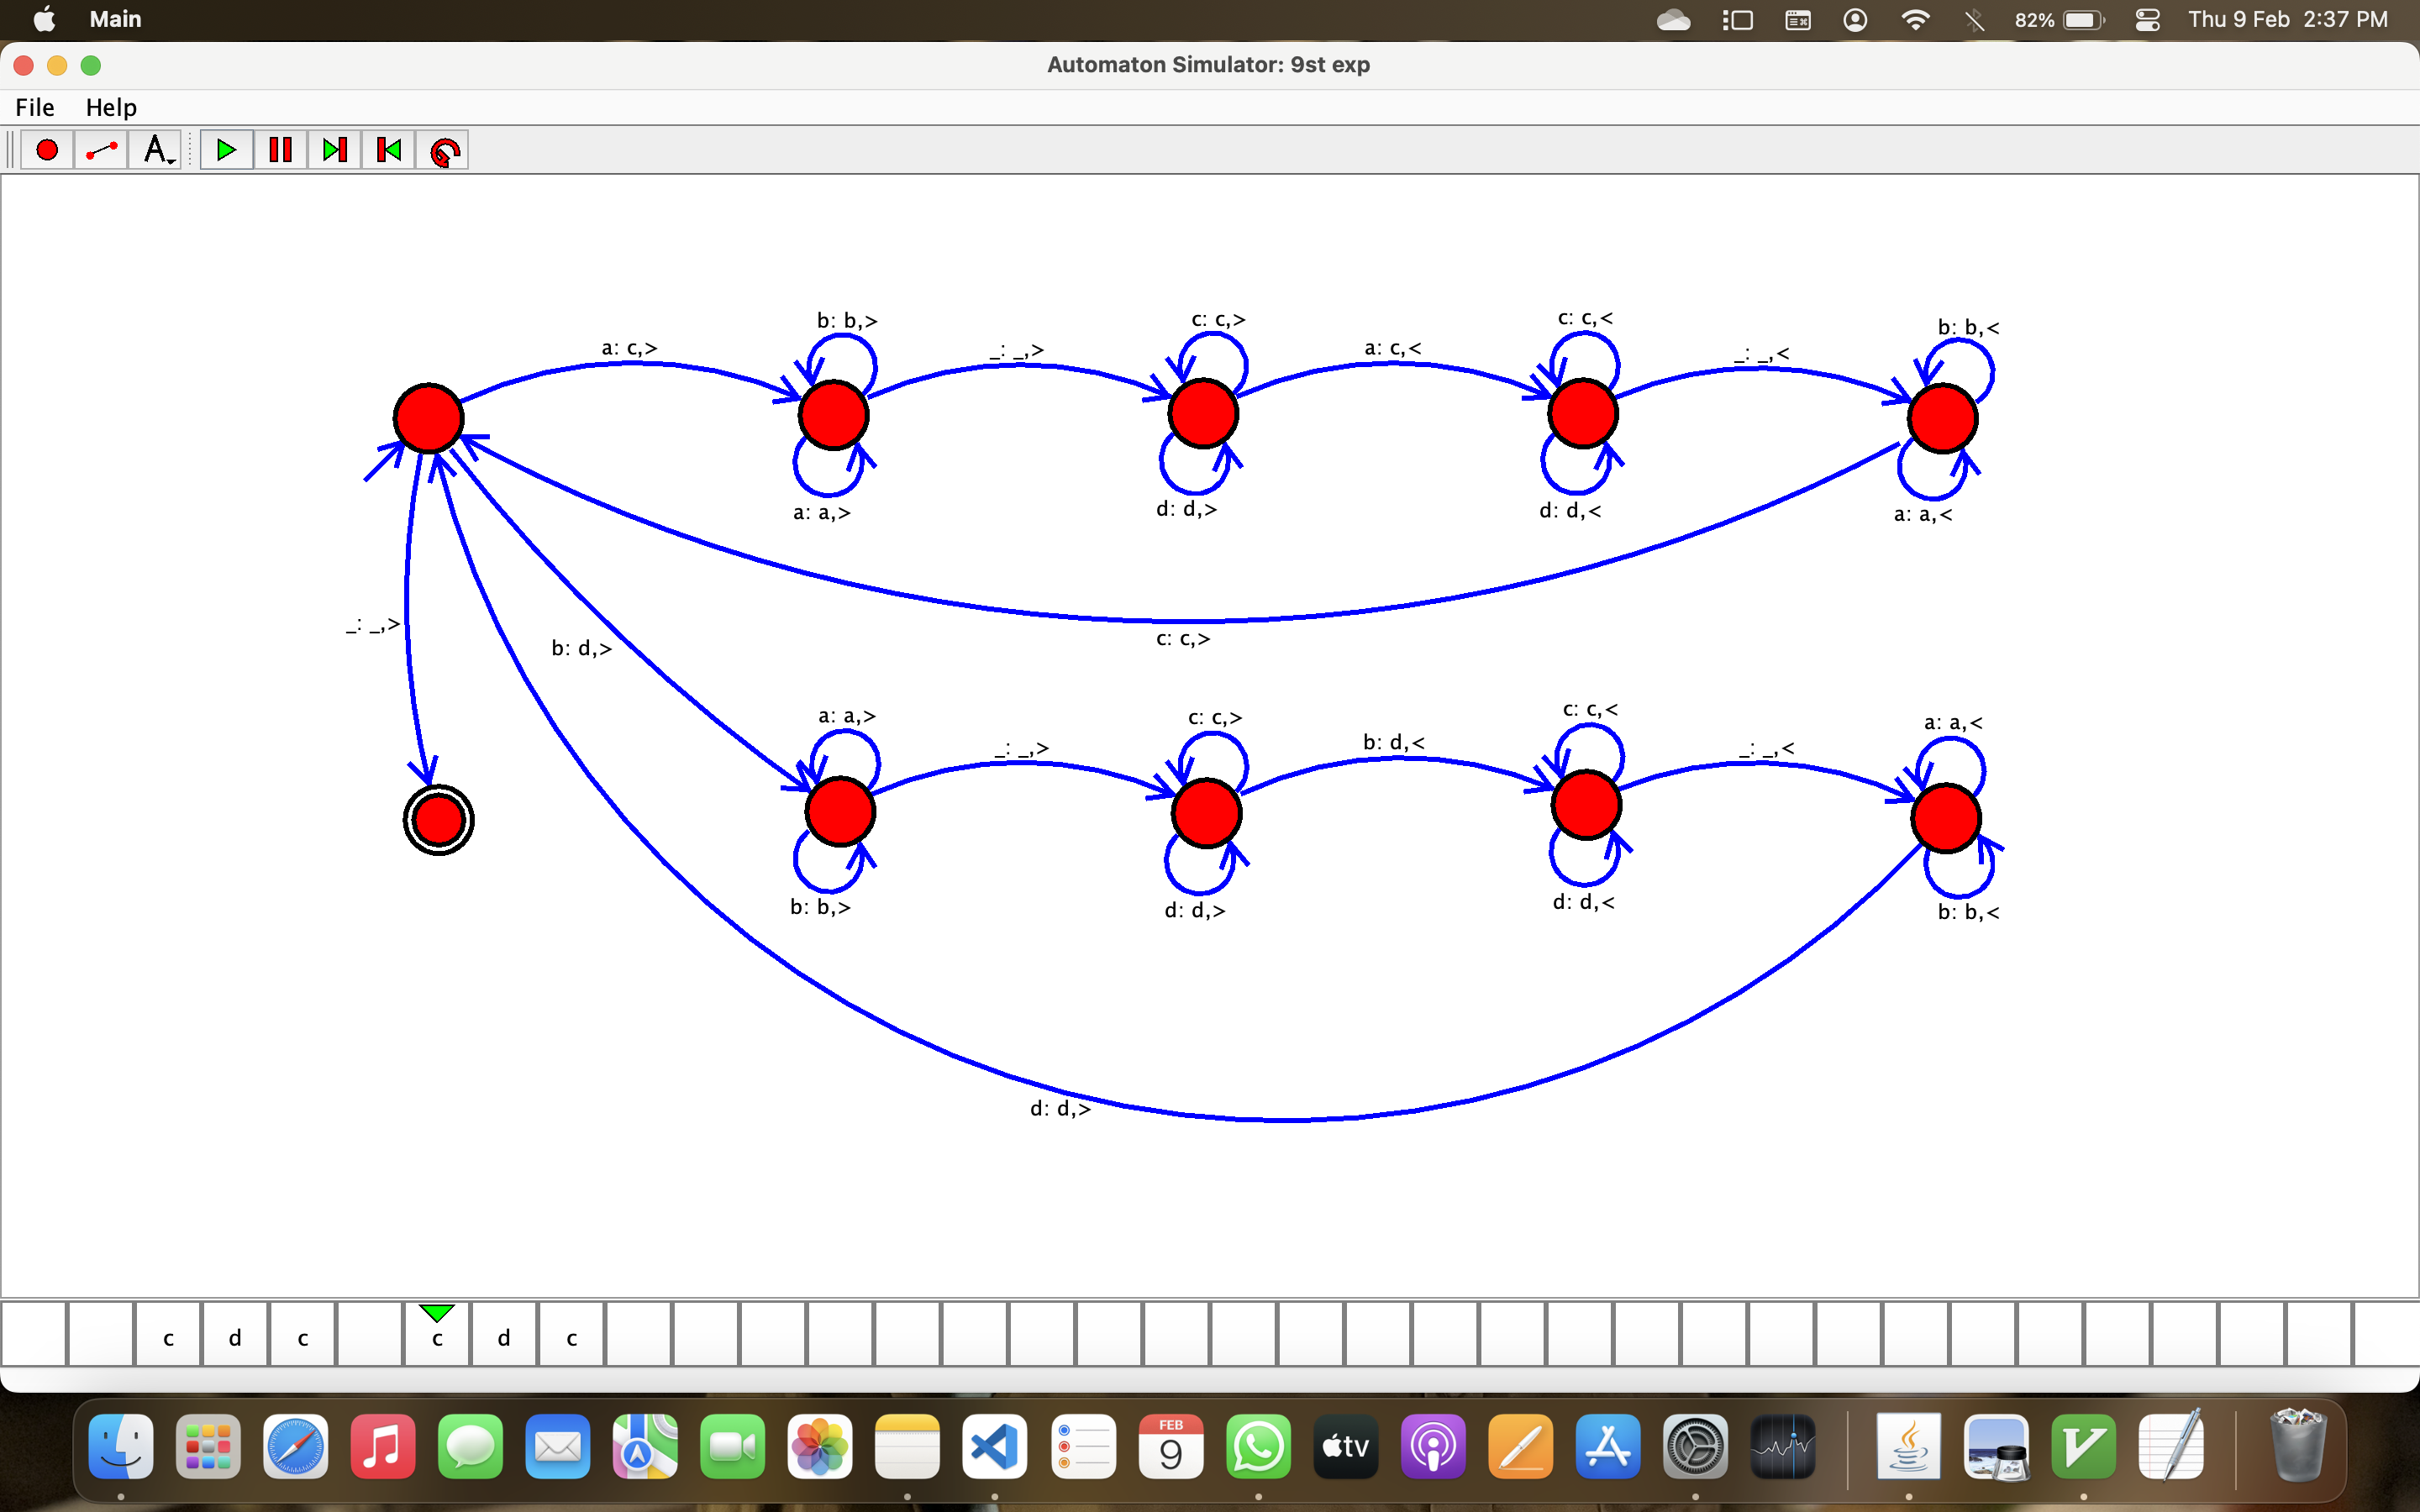 Main
82%
Thu 9 Feb 2:37 PM
Automaton Simulator: 9st exp
File Help
A
b: b,>
c: c,>
c: c,<
b: b,<
a: c,>
_: _,>
a: c,<
_: _,<
a: a,>
d: d,>
d: d,<
a: a,<
_: _,>
b: d,>
c: c,>
a: a,>
c: c,>
c: c,<
a: a,<
_: _,>
b: d,<
_: _,<
b: b,>
d: d,>
d: d,<
b: b,<
d: d,>
c d c c d c
FEB
9
tv